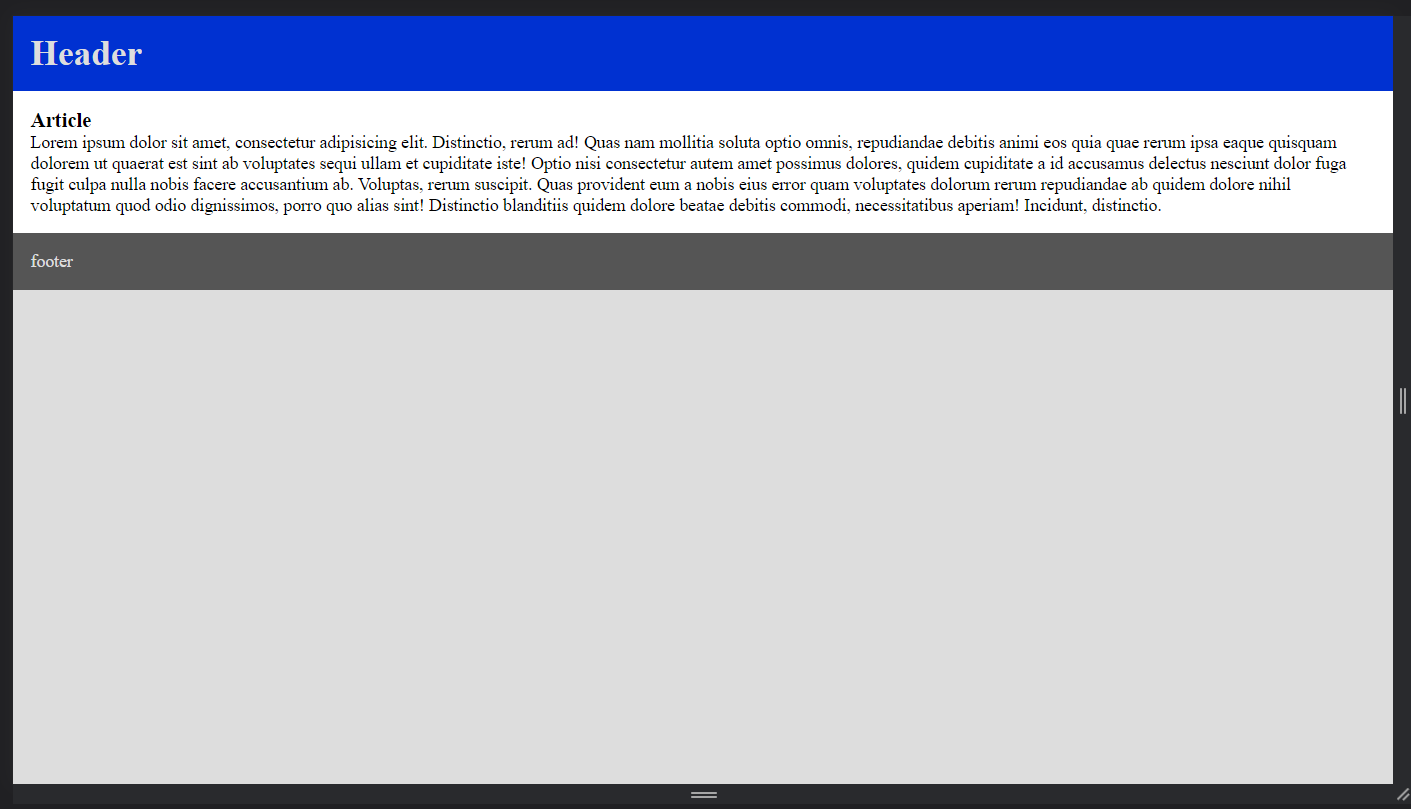 Header
Article
Lorem ipsum dolor sit amet, consectetur adipisicing elit. Distinctio, rerum ad! Quas nam mollitia soluta optio omnis, repudiandae debitis animi eos quia quae rerum ipsa eaque quisquam
dolorem ut quaerat est sint ab voluptates sequi ullam et cupiditate iste! Optio nisi consectetur autem amet possimus dolores, quidem cupiditate a id accusamus delectus nesciunt dolor fuga
fugit culpa nulla nobis facere accusantium ab. Voluptas, rerum suscipit. Quas provident eum a nobis eius error quam voluptates dolorum rerum repudiandae ab quidem dolore nihil
voluptatum quod odio dignissimos, porro quo alias sint! Distinctio blanditiis quidem dolore beatae debitis commodi, necessitatibus aperiam! Incidunt, distinctio.
footer